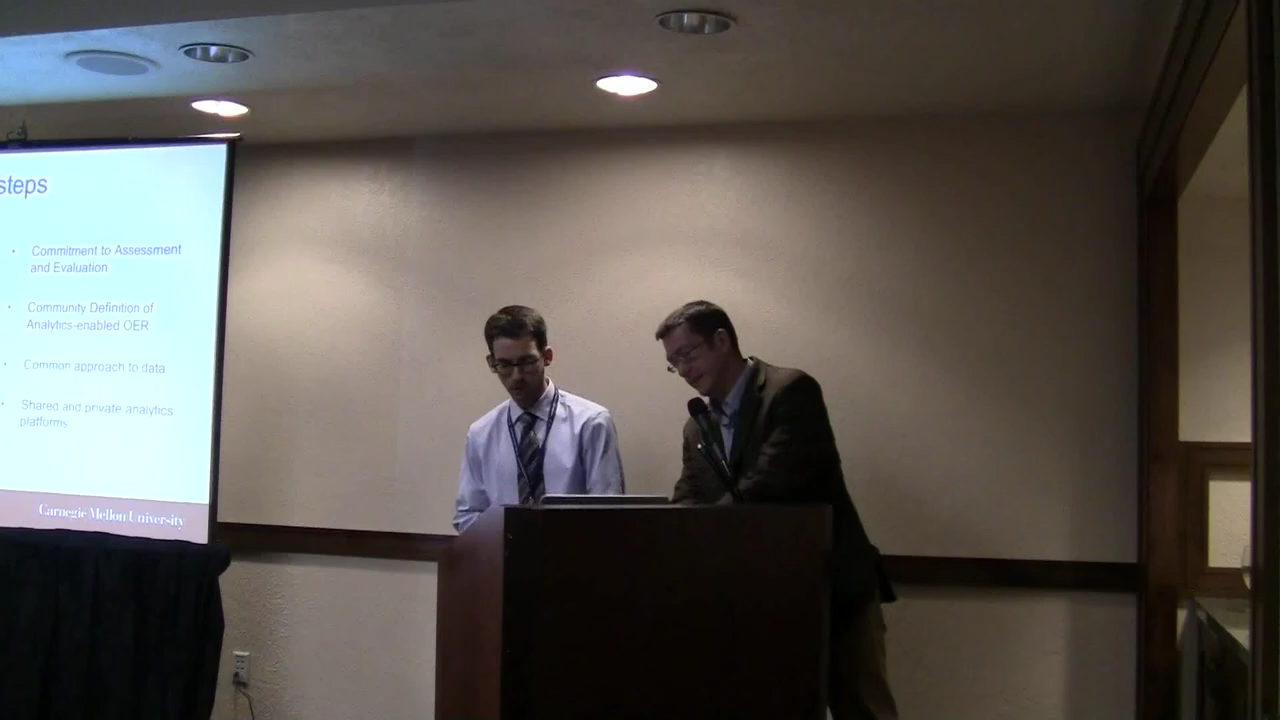 steps
Commitment to Assessment
and Evaluation
Community Definition of
Analytics-enabled OER
Common approach to data
Shared and private analytics
platforms
Carnegie Mellon University